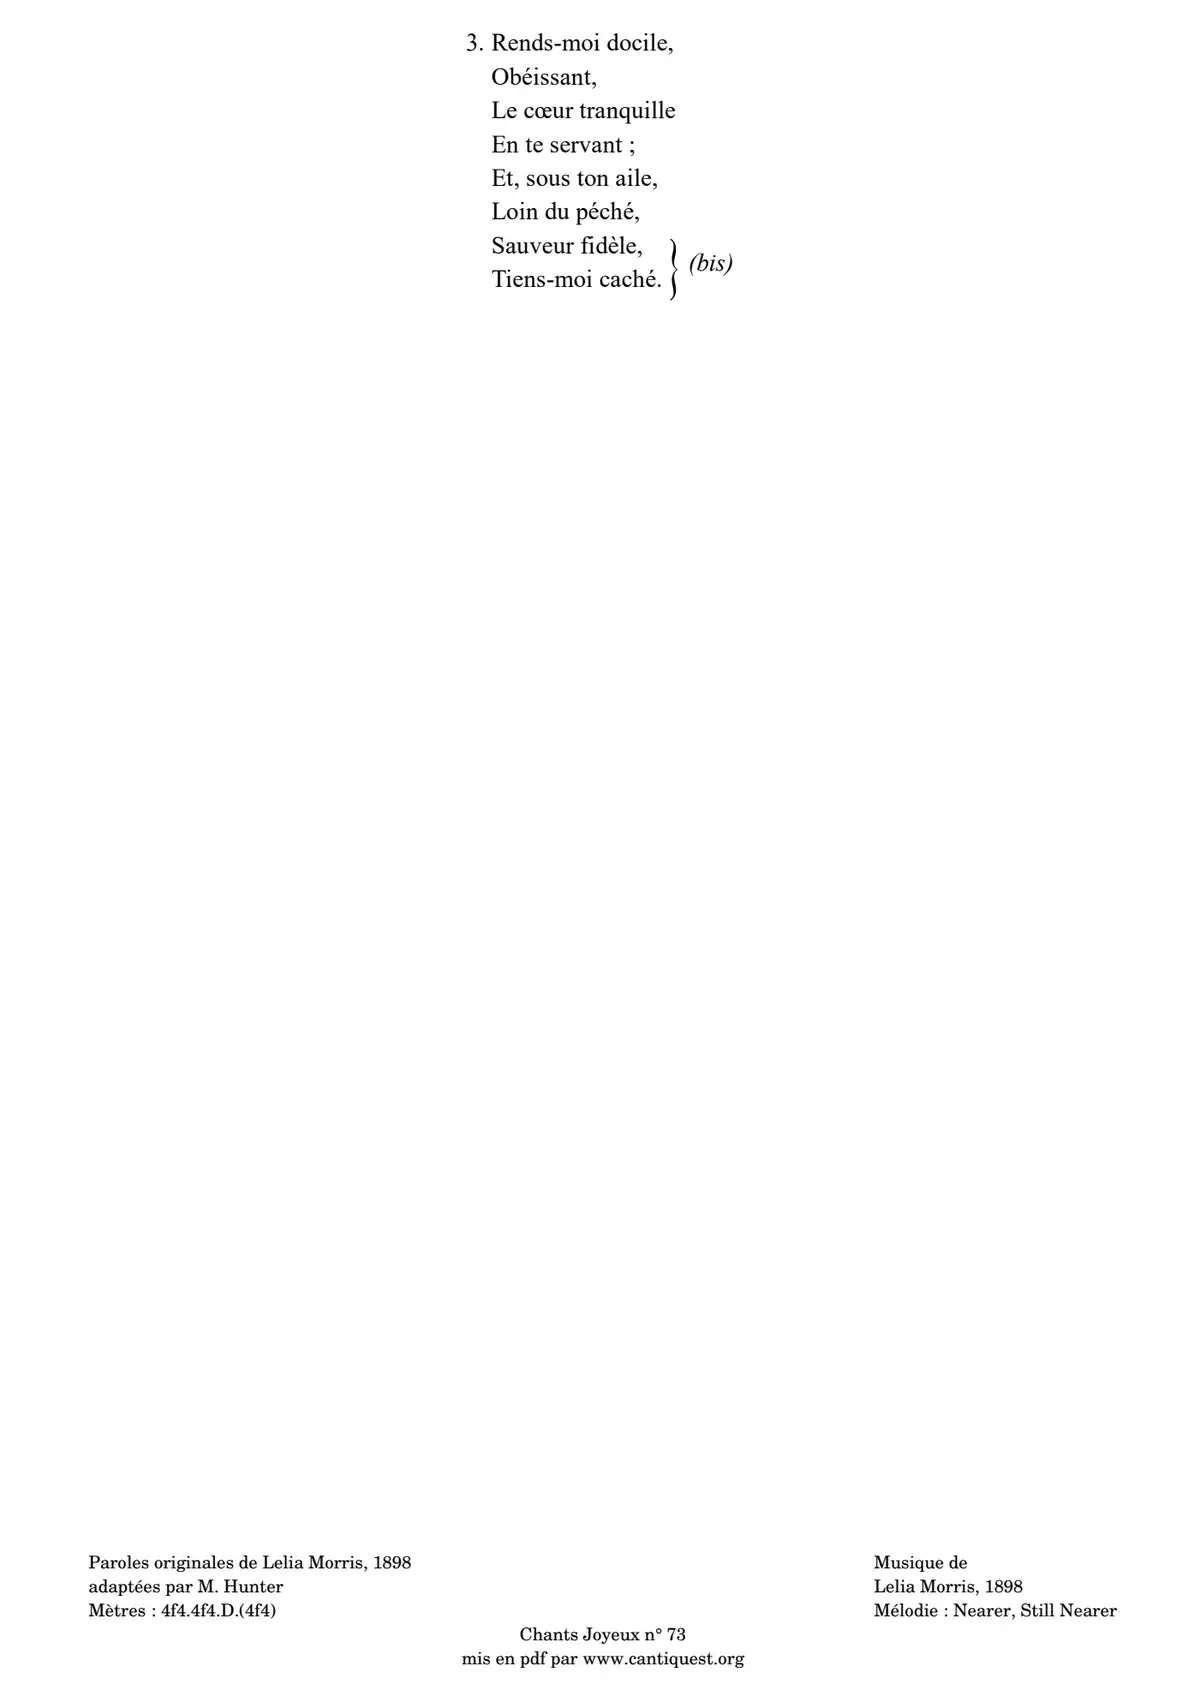 3. Rends-moi docile,
Obéissant,
Le cœur tranquille
En te servant ;
Et, sous ton aile,
Loin du péché,
Sauveur fidèle,
Tiens-moi caché.
(bis)
Paroles originales de Lelia Morris, 1898
adaptées par M. Hunter
Mètres : 4f4.4f4.D.(4f4)
Musique de
Lelia Morris, 1898
Mélodie : Nearer, Still Nearer
Chants Joyeux n° 73
mis en pdf par www.cantiquest.org